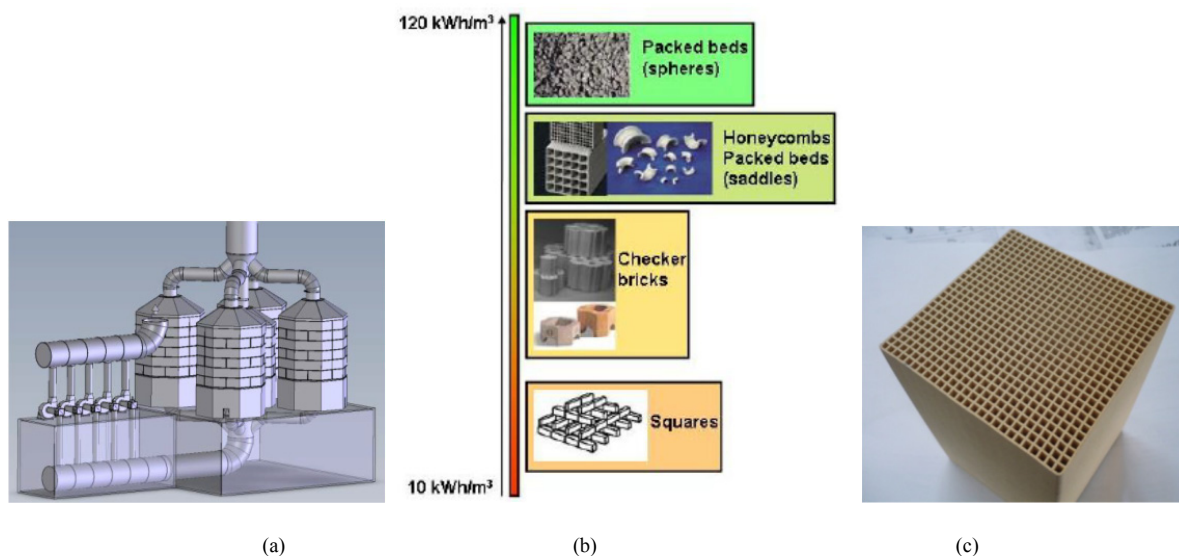 120 kWh/m³
Packed beds
(spheres)
Honeycombs
Packed beds
(saddles)
Checker
bricks
Squares
10 kWh/m³
(a)
(b)
(c)